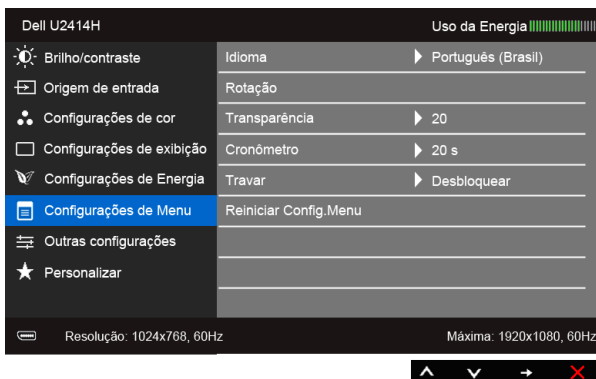 Dell U2414H Uso da Energia
Brilho/contraste Idioma Português (Brasil)
Origem de entrada Rotação
Configurações de cor Transparência 20
Configurações de exibição Cronômetro 20 s
Configurações de Energia Travar Desbloquear
Configurações de Menu Reiniciar Config.Menu
Outras configurações
Personalizar
Resolução: 1024x768, 60Hz Máxima: 1920x1080, 60Hz